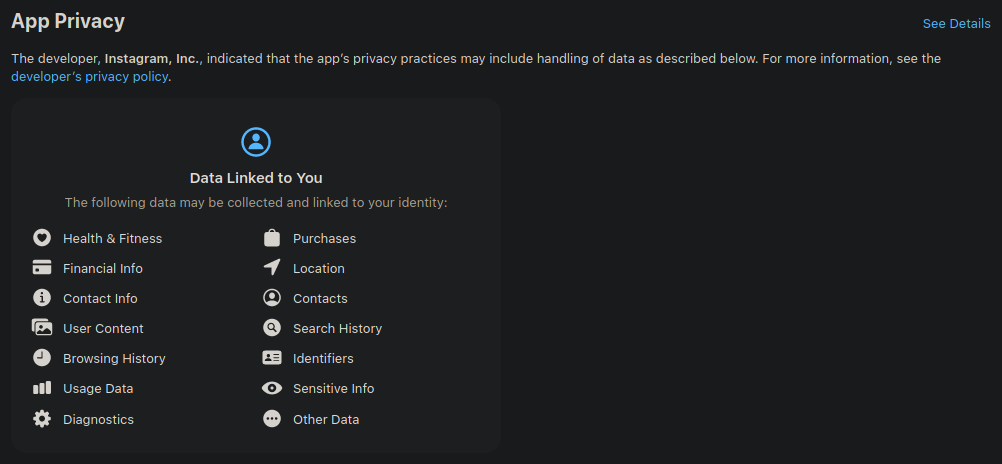 App Privacy
See Details
The developer, Instagram, Inc., indicated that the app’s privacy practices may include handling of data as described below. For more information, see the
developer’s privacy policy.
Data Linked to You
The following data may be collected and linked to your identity:
Health & Fitness
Purchases
Financial Info
Location
Contact Info
Contacts
User Content
Search History
Browsing History
Identifiers
Usage Data
Sensitive Info
Diagnostics
Other Data